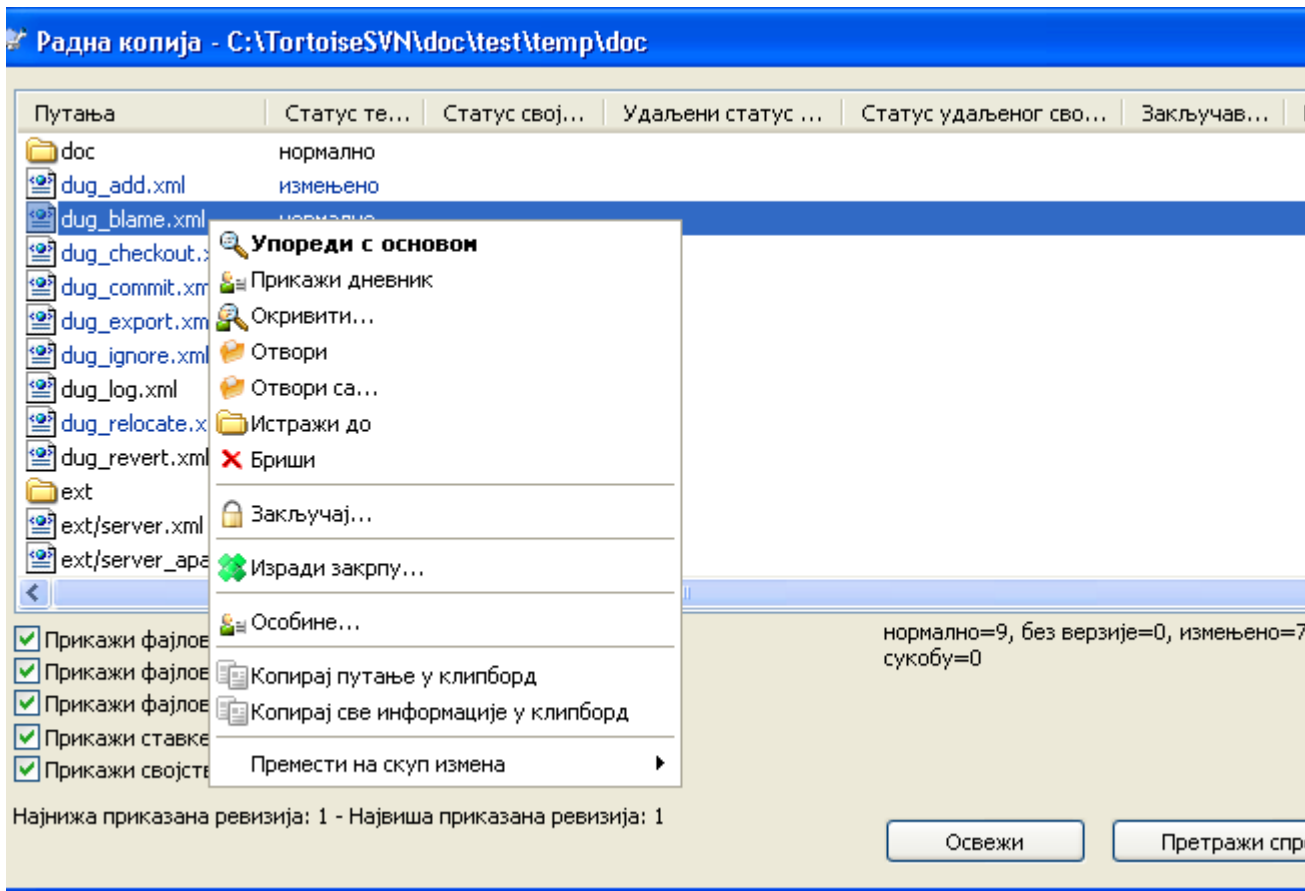 Радна копија - C:\TortoiseSVN\doc\test\temp\doc
Путања Статус те... Статус свој... Удаљени статус ... Статус удаљеног сво... Закључав...
doc нормално
dug_add.xml измењено
dug_blame.xml нормално
Упореди с основом
dug_checkout.
Прикажи дневник
dug_commit.xm
Окривити...
dug_export.xm
Отвори
dug_ignore.xml
Отвори са...
dug_log.xml
Истражи до
dug_relocate.x
Бриши
dug_revert.xml
ext
Закључај...
ext/server.xml
Изради закрпу...
ext/server_apa
Особине...
Прикажи фајлов
нормално=9, без верзије=0, измењено=7
сукобу=0
Копирај путање у клипборд
Прикажи фајлов
Копирај све информације у клипборд
Прикажи фајлов
Прикажи ставке
Премести на скуп измена
Прикажи својств
Најнижа приказана ревизија: 1 - Највиша приказана ревизија: 1
Освежи Претражи спр